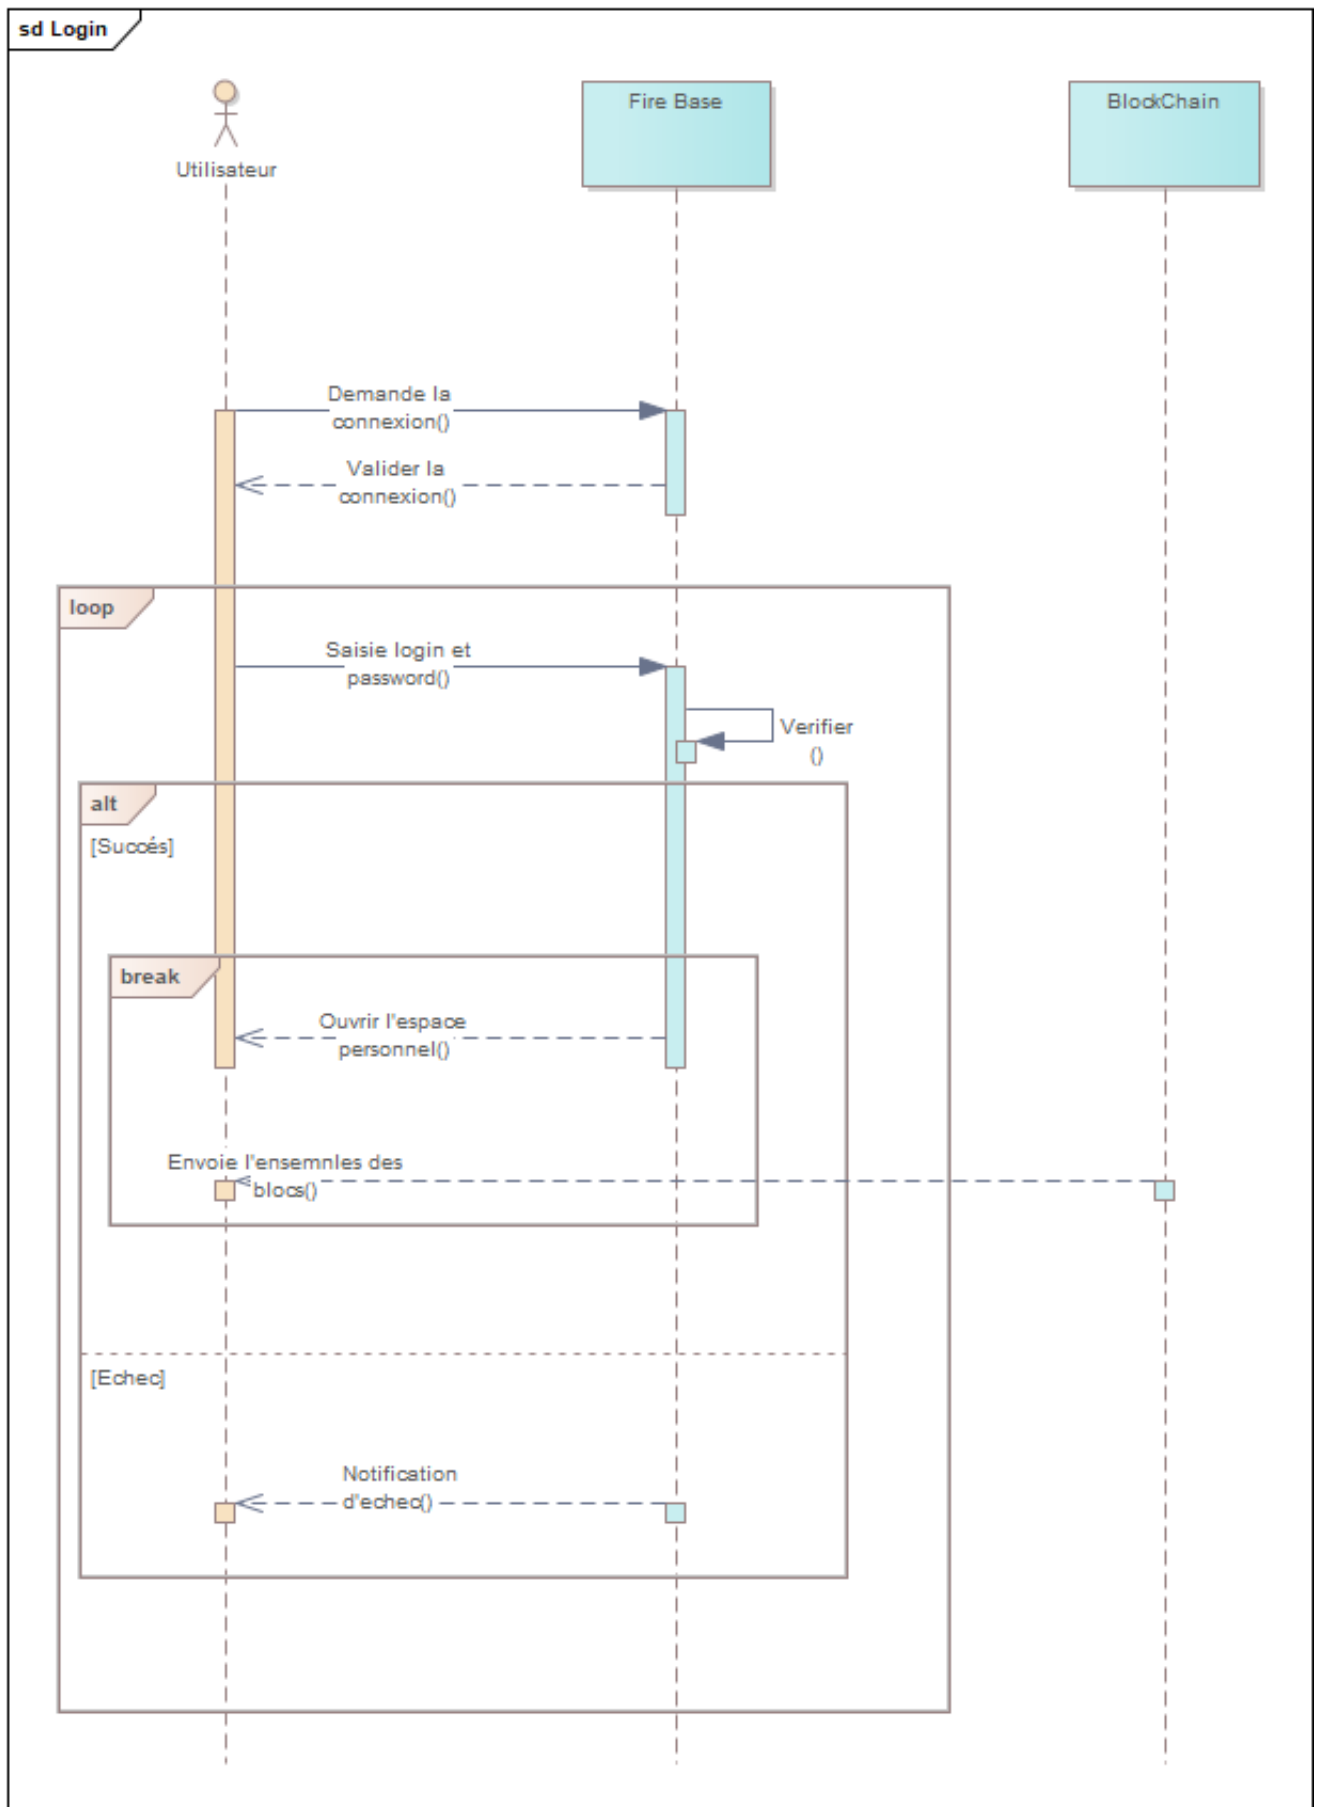 sd Login
Utilisateur
Fire Base
BlockChain
Demande la
connexion()
Valider la
connexion()
loop
Saisie login et
password()
Verifier
()
alt
[Succés]
break
Ouvrir l'espace
personnel()
Envoie l'ensemnles des
blocs()
[Echec]
Notification
d'echec()